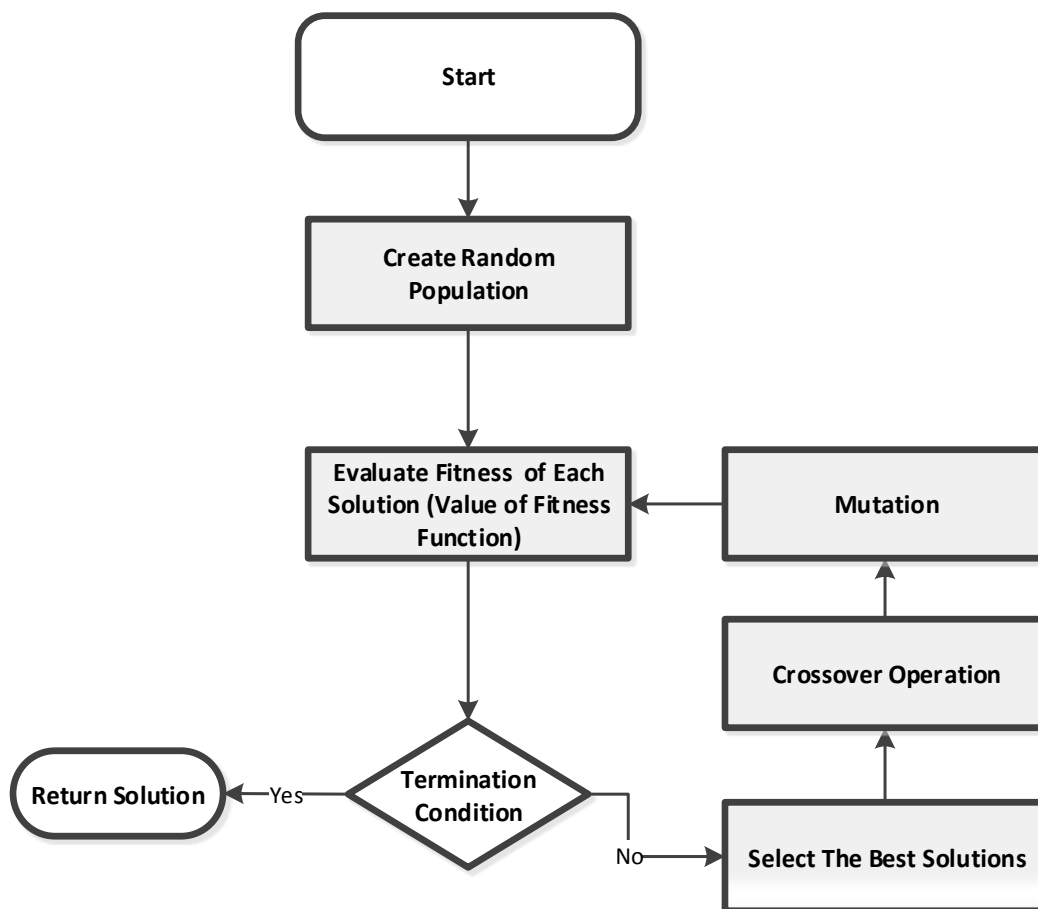 Start
Create Random
Population
Evaluate Fitness of Each
Solution (Value of Fitness
Function)
Mutation
Crossover Operation
Termination
Condition
Return Solution
Yes
No
Select The Best Solutions